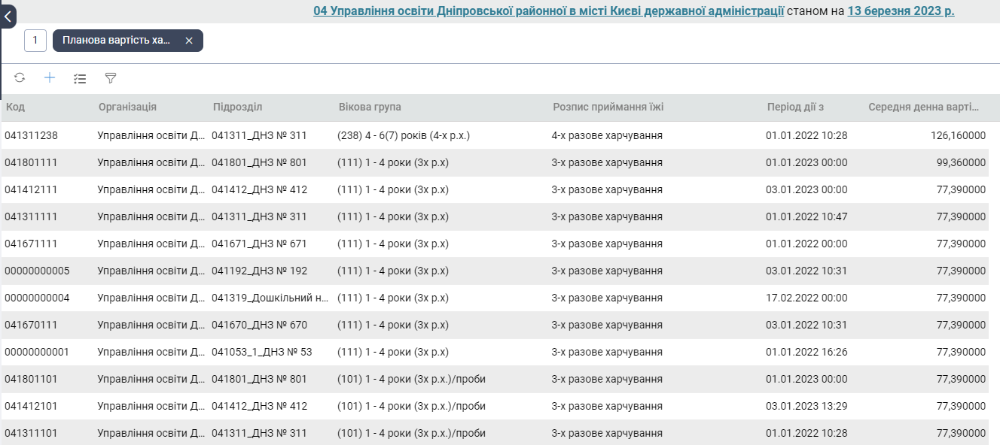 04 Управління освіти Дніпровської районної в місті Києві державної адміністрації станом на 13 березня 2023 р.
1 Планова вартість ха...
Код Організація Підрозділ Вікова група Розпис приймання їжі Період дії з Середня денна варті...
041311238 Управління освіти Д... 041311_ДНЗ № 311 (238) 4 - 6(7) років (4-х р.х.) 4-х разове харчування 01.01.2022 10:28 126,160000
041801111 Управління освіти Д... 041801_ДНЗ № 801 (111) 1 - 4 роки (3х р.х) 3-х разове харчування 01.01.2023 00:00 99,360000
041412111 Управління освіти Д... 041412_ДНЗ № 412 (111) 1 - 4 роки (3х р.х) 3-х разове харчування 03.01.2023 00:00 77,390000
041311111 Управління освіти Д... 041311_ДНЗ № 311 (111) 1 - 4 роки (3х р.х) 3-х разове харчування 01.01.2022 10:47 77,390000
041671111 Управління освіти Д... 041671_ДНЗ № 671 (111) 1 - 4 роки (3х р.х) 3-х разове харчування 01.01.2022 00:00 77,390000
00000000005 Управління освіти Д... 041192_ДНЗ № 192 (111) 1 - 4 роки (3х р.х) 3-х разове харчування 03.01.2022 10:31 77,390000
00000000004 Управління освіти Д... 041319_Дошкільний н... (111) 1 - 4 роки (3х р.х) 3-х разове харчування 17.02.2022 00:00 77,390000
041670111 Управління освіти Д... 041670_ДНЗ № 670 (111) 1 - 4 роки (3х р.х) 3-х разове харчування 03.01.2022 10:31 77,390000
00000000001 Управління освіти Д... 041053_1_ДНЗ № 53 (111) 1 - 4 роки (3х р.х) 3-х разове харчування 01.01.2022 16:26 77,390000
041801101 Управління освіти Д... 041801_ДНЗ № 801 (101) 1 - 4 роки (3х р.х.)/проби 3-х разове харчування 01.01.2023 00:00 77,390000
041412101 Управління освіти Д... 041412_ДНЗ № 412 (101) 1 - 4 роки (3х р.х.)/проби 3-х разове харчування 03.01.2023 13:29 77,390000
041311101 Управління освіти Д... 041311_ДНЗ № 311 (101) 1 - 4 роки (3х р.х.)/проби 3-х разове харчування 01.01.2022 10:28 77,390000